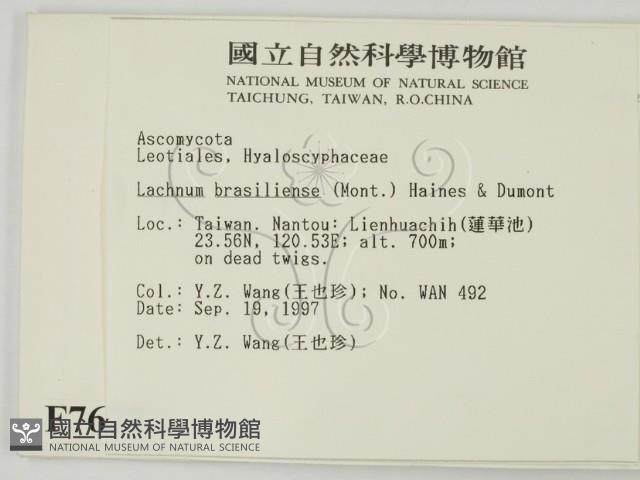 國立自然科學博物館
NATIONAL MUSEUM OF NATURAL SCIENCE
TAICHUNG, TAIWAN, R.O.CHINA
Ascomycota
Leotiales, Hyaloscyphaceae
Lachnum brasiliense (Mont.) Haines & Dumont
Loc.: Taiwan. Nantou: Lienhuachih(蓮華池)
23.56N, 120.53E; alt. 700m;
on dead twigs.
Col.: Y.Z. Wang(王也珍); No. WAN 492
Date: Sep. 19, 1997
Det.: Y.Z. Wang(王也珍)
F76
國立自然科學博物館
NATIONAL MUSEUM OF NATURAL SCIENCE